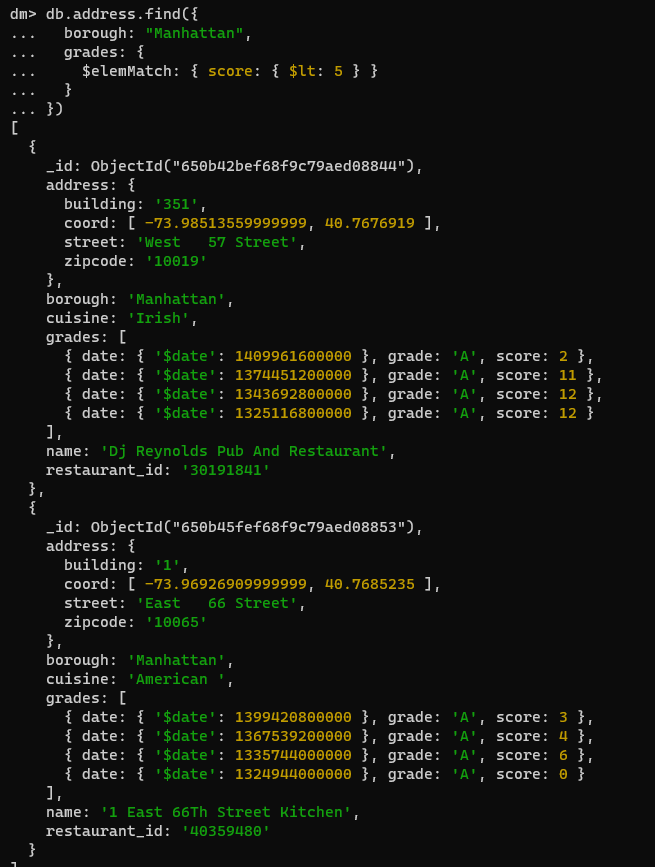 dm> db.address.find({
...   borough: "Manhattan",
...   grades: {
...     $elemMatch: { score: { $lt: 5 } }
...   }
... })
[
  {
    _id: ObjectId("650b42bef68f9c79aed08844"),
    address: {
      building: '351',
      coord: [ -73.98513559999999, 40.7676919 ],
      street: 'West   57 Street',
      zipcode: '10019'
    },
    borough: 'Manhattan',
    cuisine: 'Irish',
    grades: [
      { date: { '$date': 1409961600000 }, grade: 'A', score: 2 },
      { date: { '$date': 1374451200000 }, grade: 'A', score: 11 },
      { date: { '$date': 1343692800000 }, grade: 'A', score: 12 },
      { date: { '$date': 1325116800000 }, grade: 'A', score: 12 }
    ],
    name: 'Dj Reynolds Pub And Restaurant',
    restaurant_id: '30191841'
  },
  {
    _id: ObjectId("650b45fef68f9c79aed08853"),
    address: {
      building: '1',
      coord: [ -73.96926909999999, 40.7685235 ],
      street: 'East   66 Street',
      zipcode: '10065'
    },
    borough: 'Manhattan',
    cuisine: 'American ',
    grades: [
      { date: { '$date': 1399420800000 }, grade: 'A', score: 3 },
      { date: { '$date': 1367539200000 }, grade: 'A', score: 4 },
      { date: { '$date': 1335744000000 }, grade: 'A', score: 6 },
      { date: { '$date': 1324944000000 }, grade: 'A', score: 0 }
    ],
    name: '1 East 66Th Street Kitchen',
    restaurant_id: '40359480'
  }
]